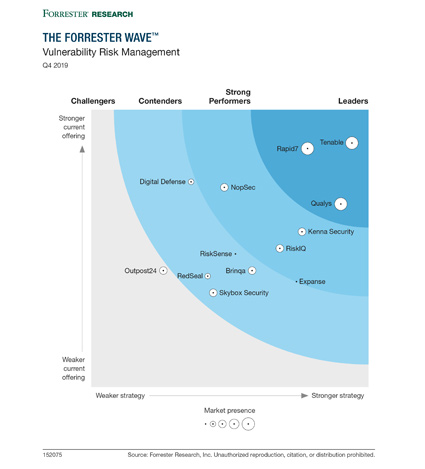 FORRESTER® RESEARCH
THE FORRESTER WAVE™
Vulnerability Risk Management
Q4 2019
Challengers Contenders Strong Performers Leaders
Stronger current offering
Rapid7 Tenable
Digital Defense NopSec
Qualys
Kenna Security
RiskIQ
RiskSense
Outpost24 RedSeal Brinqa
Expanse
Skybox Security
Weaker current offering
Weaker strategy Stronger strategy
Market presence
152075 Source: Forrester Research, Inc. Unauthorized reproduction, citation, or distribution prohibited.